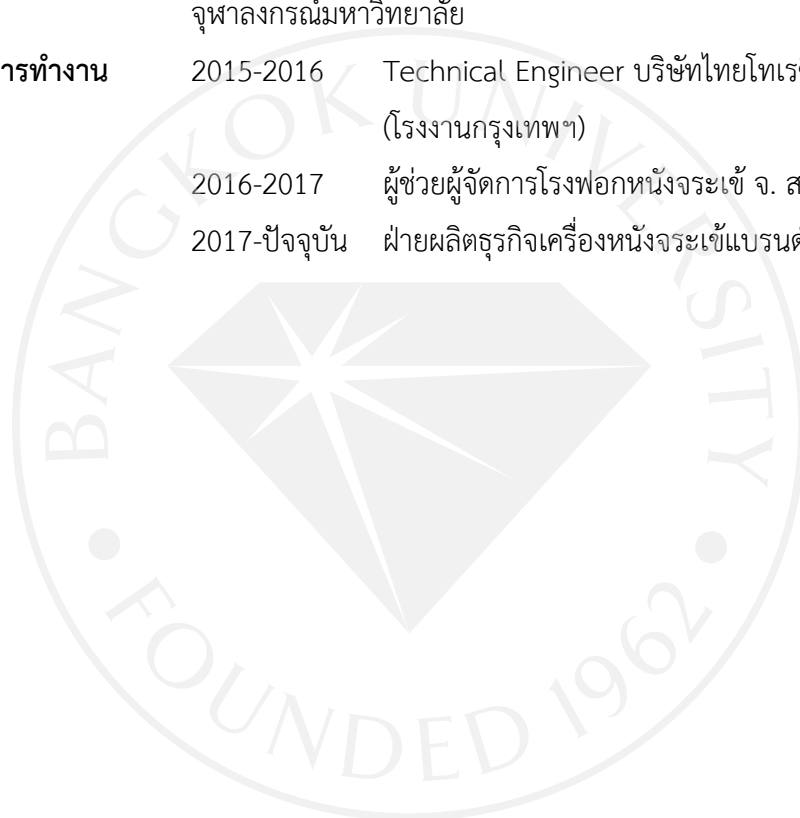 จุฬาลงกรณ์มหาวิทยาลัย
ารทำงาน 2015-2016 Technical Engineer บริษัทไทยโทเร
(โรงงานกรุงเทพฯ)
2016-2017 ผู้ช่วยผู้จัดการโรงฟอกหนังจระเข้ จ. ส
2017-ปัจจุบัน ฝ่ายผลิตธุรกิจเครื่องหนังจระเข้แบรนด์
BANGKOK UNIVERSITY
FOUNDED 1962